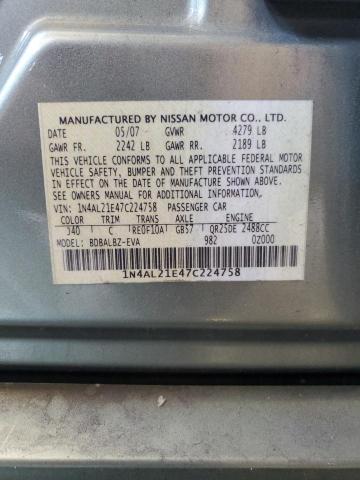 MANUFACTURED BY NISSAN MOTOR CO., LTD.
DATE 05/07 GVWR 4279 LB
GAWR FR. 2242 LB GAWR RR. 2189 LB
THIS VEHICLE CONFORMS TO ALL APPLICABLE FEDERAL MOTOR
VEHICLE SAFETY, BUMPER AND THEFT PREVENTION STANDARDS
IN EFFECT ON THE DATE OF MANUFACTURE SHOWN ABOVE.
SEE OWNERS MANUAL FOR ADDITIONAL INFORMATION.
1N4AL21E47C224758 PASSENGER CAR
COLOR TRIM TRANS AXLE ENGINE
J40 C RE0F10A GB57 QR25DE 2488CC
MODEL: BDBALBZ-EVA 982 0Z000
1N4AL21E47C224758